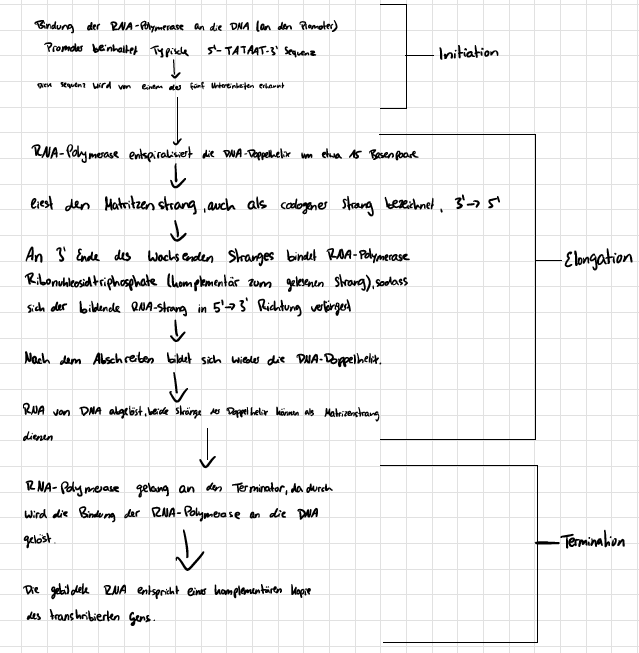 Bindung der RNA-Polymerase an die DNA (an den Promoter)
Promoter beinhaltet Typische 5'-TATAAT-3' Sequenz
Diese Sequenz wird von einem der fünf Untereinheiten erkannt
Initiation
RNA-Polymerase entspiralisiert die DNA-Doppelhelix um etwa 15 Basenpaare
liest den Matritzenstrang, auch als codogener Strang bezeichnet, 3'→ 5'
An 3' Ende des Wachsenden Stranges bindet RNA-Polymerase
Ribonukleosidtriphosphate (komplementär zum gelesenen Strang), sodass
sich der bildende RNA-Strang in 5'→3' Richtung verlängert
Elongation
Nach dem Abschreiben bildet sich wieder die DNA-Doppelhelix.
RNA von DNA abgelöst, beide Stränge der Doppelhelix können als Matrizenstrang
dienen
RNA-Polymerase gelang an den Terminator, da durch
wird die Bindung der RNA-Polymerase an die DNA
gelöst.
Termination
Die gebildete RNA entspricht einer komplementären Kopie
des transkribierten Gens.